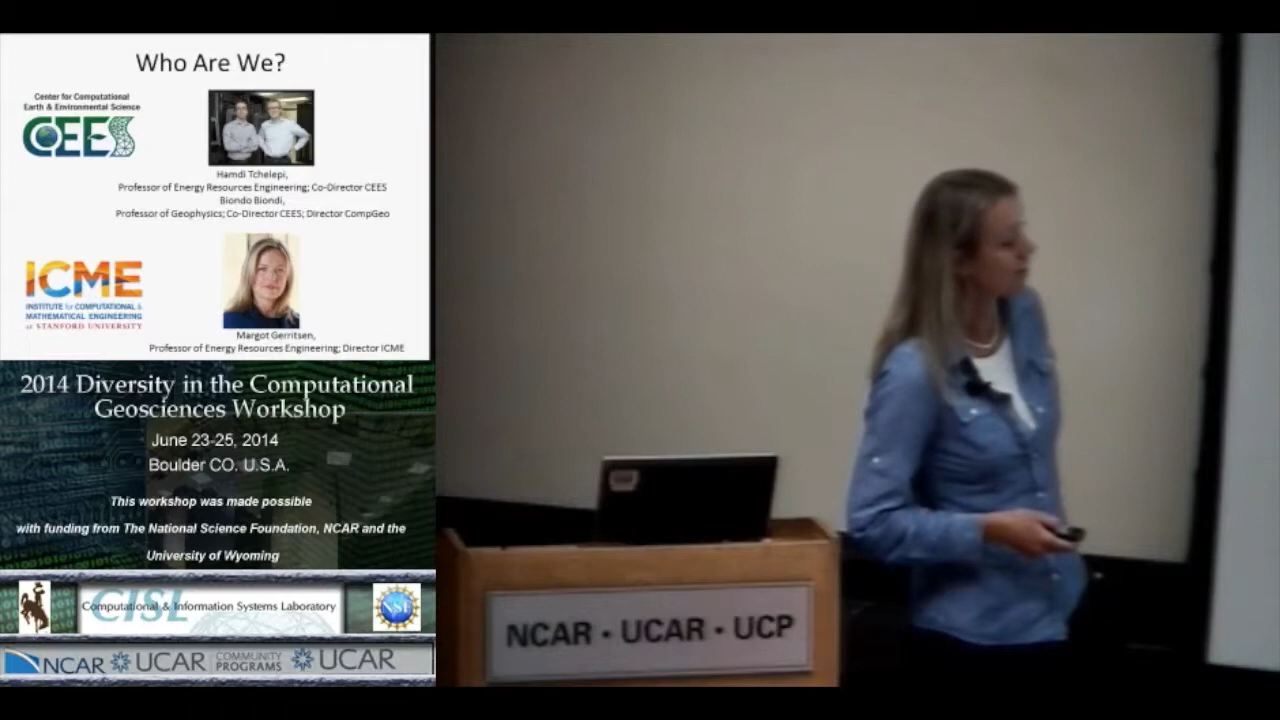 Who Are We?
Center for Computational
Earth & Environmental Science
CEES
Hamdi Tchelepi,
Professor of Energy Resources Engineering; Co-Director CEES
Biondo Biondi,
Professor of Geophysics; Co-Director CEES; Director CompGeo
ICME
INSTITUTE for COMPUTATIONAL &
MATHEMATICAL ENGINEERING
at STANFORD UNIVERSITY
Margot Gerritsen,
Professor of Energy Resources Engineering; Director ICME
2014 Diversity in the Computational
Geosciences Workshop
June 23-25, 2014
Boulder CO. U.S.A.
This workshop was made possible
with funding from The National Science Foundation, NCAR and the
University of Wyoming
CISL
Computational & Information Systems Laboratory
NSF
NCAR UCAR COMMUNITY PROGRAMS UCAR
NCAR • UCAR • UCP